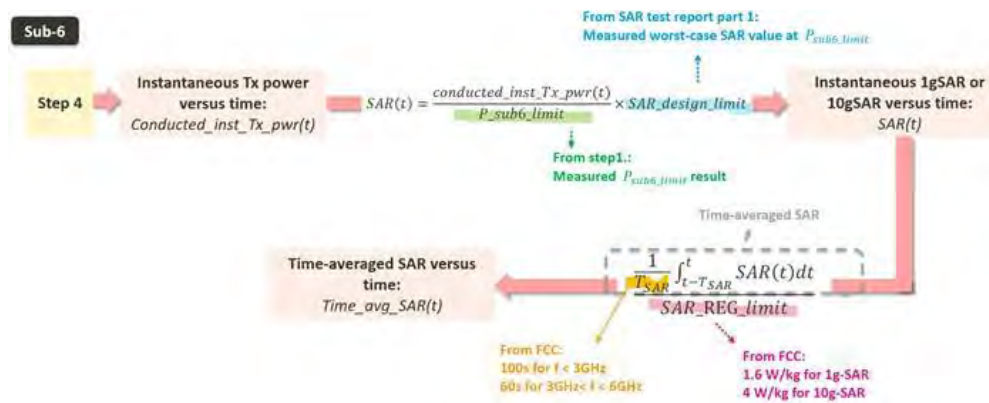 Sub-6
From SAR test report part 1:
Measured worst-case SAR value at P_sub6_limit
Step 4
Instantaneous Tx power
versus time:
Conducted_inst_Tx_pwr(t)
SAR(t) = conducted_inst_Tx_pwr(t) / P_sub6_limit × SAR_design_limit
Instantaneous 1gSAR or
10gSAR versus time:
SAR(t)
From step1.:
Measured P_sub6_limit result
Time-averaged SAR
Time-averaged SAR versus
time:
Time_avg_SAR(t)
1/T_SAR ∫_{t−T_SAR}^{t} SAR(t)dt
SAR_REG_limit
From FCC:
100s for f < 3GHz
60s for 3GHz< f < 6GHz
From FCC:
1.6 W/kg for 1g-SAR
4 W/kg for 10g-SAR